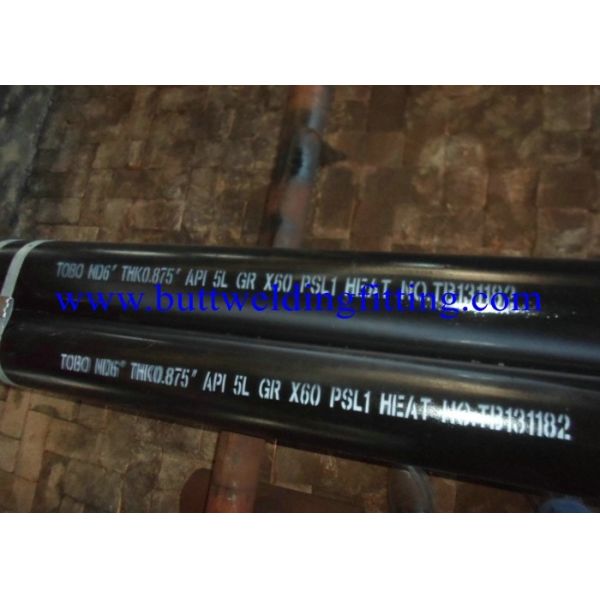 TOBO ND6" THK0.875" API 5L GR X60 PSL1 HEAT NO.TB131182
www.buttweldingfitting.com
TOBO ND6" THK0.875" API 5L GR X60 PSL1 HEAT NO.TB131182